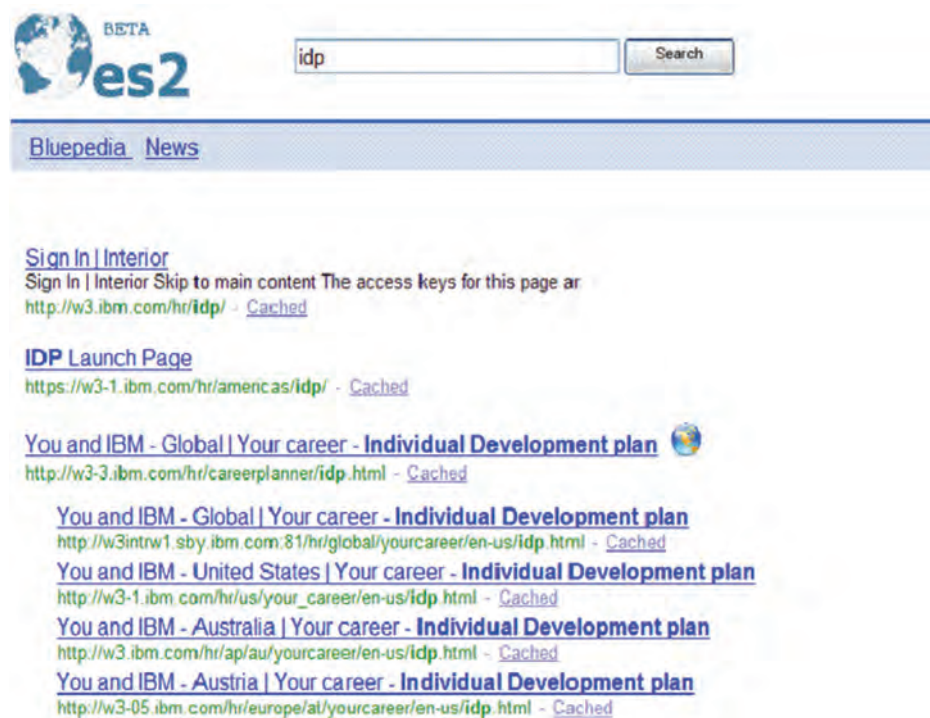 BETA
es2
idp
Search
Bluepedia News
Sign In | Interior
Sign In | Interior Skip to main content The access keys for this page ar
http://w3.ibm.com/hr/idp/ - Cached
IDP Launch Page
https://w3-1.ibm.com/hr/americas/idp/ - Cached
You and IBM - Global | Your career - Individual Development plan
http://w3-3.ibm.com/hr/careerplanner/idp.html - Cached
You and IBM - Global | Your career - Individual Development plan
http://w3intrw1.sby.ibm.com:81/hr/global/yourcareer/en-us/idp.html - Cached
You and IBM - United States | Your career - Individual Development plan
http://w3-1.ibm.com/hr/us/your_career/en-us/idp.html - Cached
You and IBM - Australia | Your career - Individual Development plan
http://w3.ibm.com/hr/ap/au/yourcareer/en-us/idp.html - Cached
You and IBM - Austria | Your career - Individual Development plan
http://w3-05.ibm.com/hr/europe/at/yourcareer/en-us/idp.html - Cached